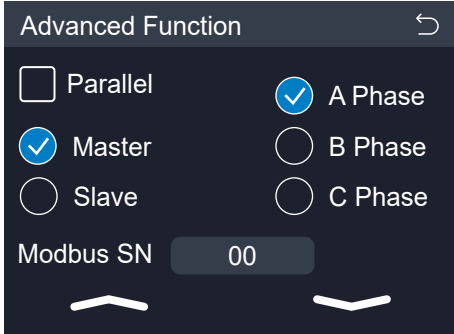 Advanced Function
Parallel
A Phase
Master
B Phase
Slave
C Phase
Modbus SN 00